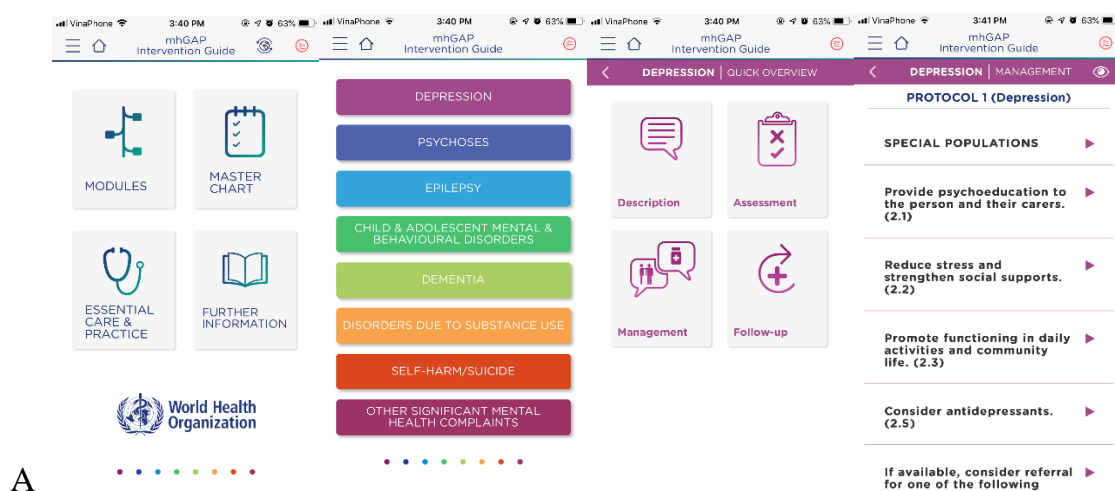 VinaPhone 3:40 PM 63%
mhGAP
Intervention Guide
MODULES
MASTER
CHART
ESSENTIAL
CARE &
PRACTICE
FURTHER
INFORMATION
World Health
Organization
VinaPhone 3:40 PM 63%
mhGAP
Intervention Guide
DEPRESSION
PSYCHOSES
EPILEPSY
CHILD & ADOLESCENT MENTAL &
BEHAVIOURAL DISORDERS
DEMENTIA
DISORDERS DUE TO SUBSTANCE USE
SELF-HARM/SUICIDE
OTHER SIGNIFICANT MENTAL
HEALTH COMPLAINTS
VinaPhone 3:40 PM 63%
mhGAP
Intervention Guide
DEPRESSION | QUICK OVERVIEW
Description
Assessment
Management
Follow-up
VinaPhone 3:41 PM 63%
mhGAP
Intervention Guide
DEPRESSION | MANAGEMENT
PROTOCOL 1 (Depression)
SPECIAL POPULATIONS
Provide psychoeducation to
the person and their carers.
(2.1)
Reduce stress and
strengthen social supports.
(2.2)
Promote functioning in daily
activities and community
life. (2.3)
Consider antidepressants.
(2.5)
If available, consider referral
for one of the following
A